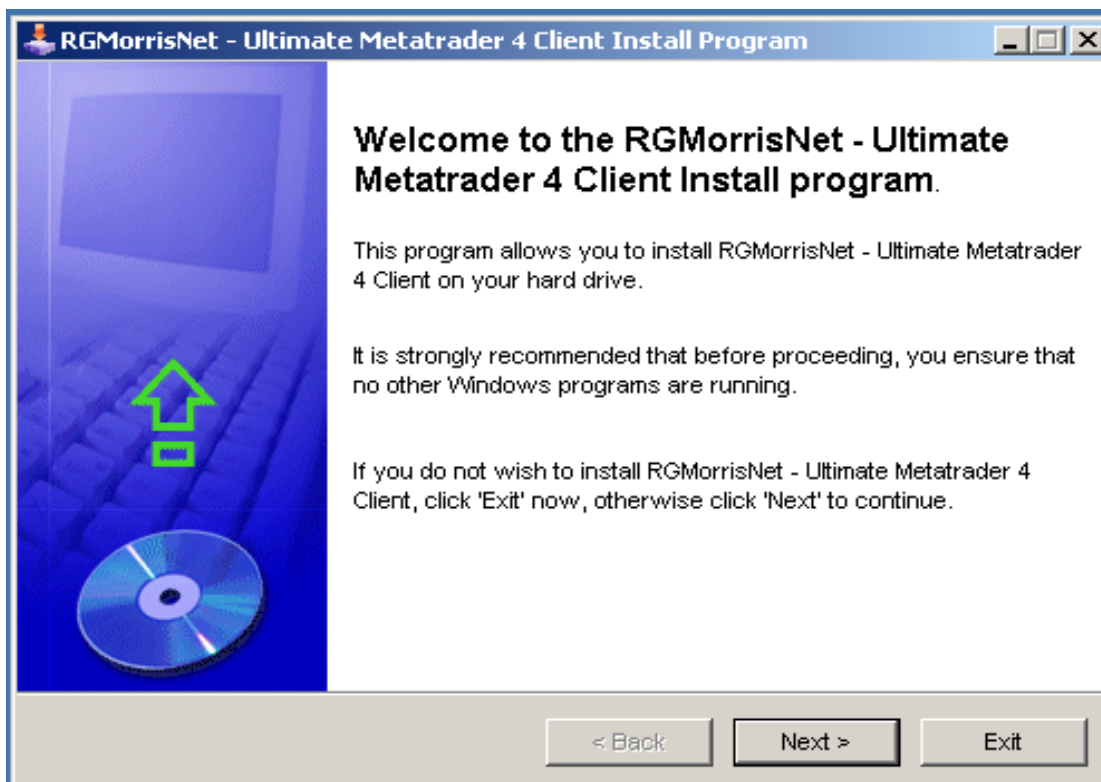 RGMorrisNet - Ultimate Metatrader 4 Client Install Program
Welcome to the RGMorrisNet - Ultimate
Metatrader 4 Client Install program.
This program allows you to install RGMorrisNet - Ultimate Metatrader
4 Client on your hard drive.
It is strongly recommended that before proceeding, you ensure that
no other Windows programs are running.
If you do not wish to install RGMorrisNet - Ultimate Metatrader 4
Client, click 'Exit' now, otherwise click 'Next' to continue.
< Back Next > Exit